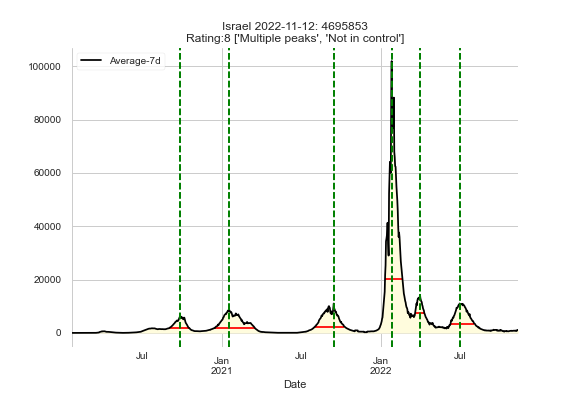 Israel 2022-11-12: 4695853
Rating:8 ['Multiple peaks', 'Not in control']
Average-7d
100000
80000
60000
40000
20000
0
Jul
Jan
2021
Jul
Jan
2022
Jul
Date